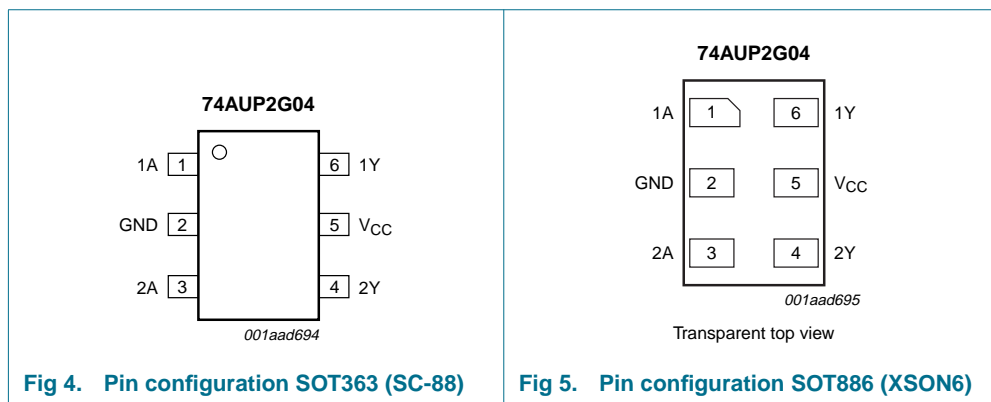 74AUP2G04
1A 1 6 1Y
GND 2 5 VCC
2A 3 4 2Y
001aad694
Fig 4. Pin configuration SOT363 (SC-88)
74AUP2G04
1A 1 6 1Y
GND 2 5 VCC
2A 3 4 2Y
001aad695
Transparent top view
Fig 5. Pin configuration SOT886 (XSON6)